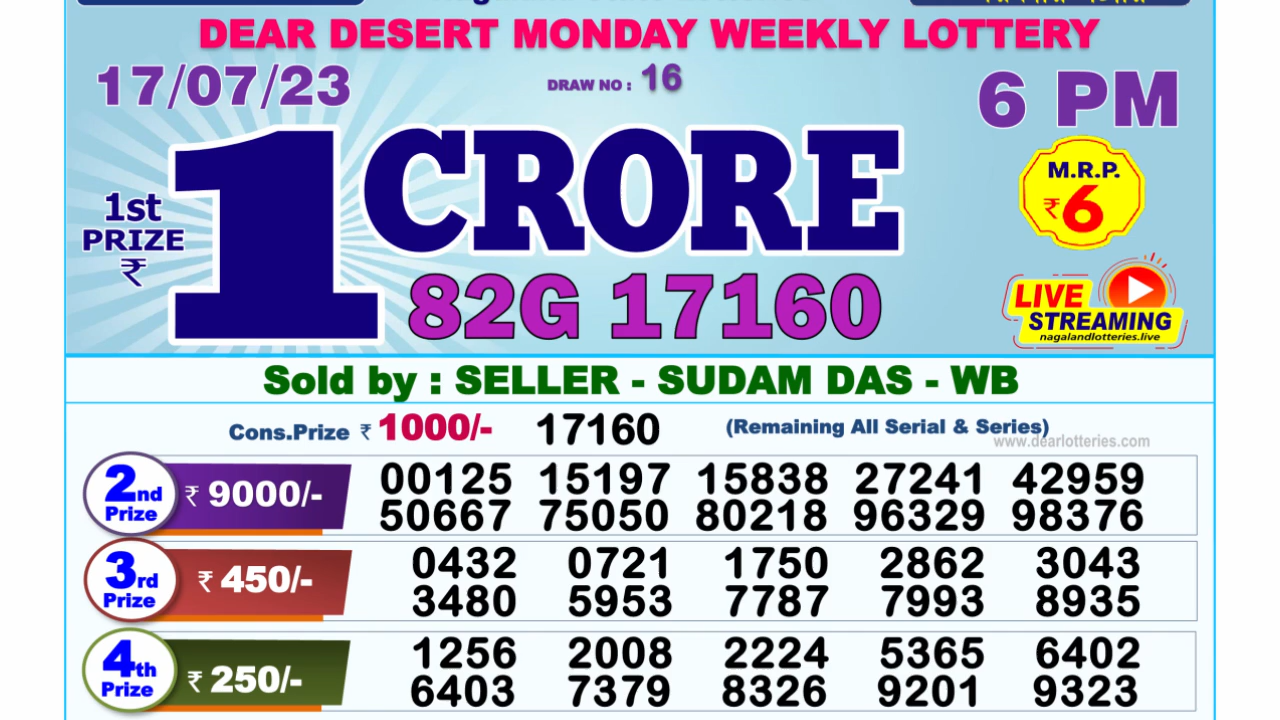 DEAR DESERT MONDAY WEEKLY LOTTERY
17/07/23
DRAW NO : 16
6 PM
1st PRIZE ₹
1 CRORE
82G 17160
M.R.P.
₹6
LIVE
STREAMING
nagalandlotteries.live
Sold by : SELLER - SUDAM DAS - WB
Cons.Prize ₹ 1000/- 17160 (Remaining All Serial & Series)
www.dearlotteries.com
2nd Prize ₹ 9000/-
00125 15197 15838 27241 42959
50667 75050 80218 96329 98376
3rd Prize ₹ 450/-
0432 0721 1750 2862 3043
3480 5953 7787 7993 8935
4th Prize ₹ 250/-
1256 2008 2224 5365 6402
6403 7379 8326 9201 9323